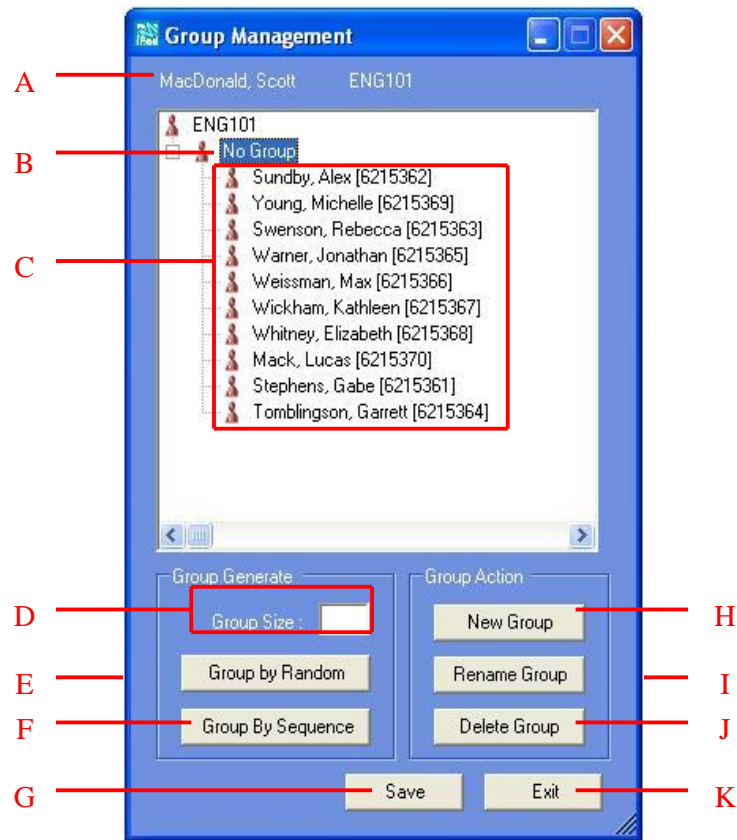 Group Management
A
MacDonald, Scott ENG101
ENG101
B
No Group
Sundby, Alex [6215362]
Young, Michelle [6215369]
Swenson, Rebecca [6215363]
Warner, Jonathan [6215365]
C
Weissman, Max [6215366]
Wickham, Kathleen [6215367]
Whitney, Elizabeth [6215368]
Mack, Lucas [6215370]
Stephens, Gabe [6215361]
Tomblingson, Garrett [6215364]
Group Generate
Group Action
D
Group Size :
New Group
H
E
Group by Random
Rename Group
I
F
Group By Sequence
Delete Group
J
G
Save
Exit
K